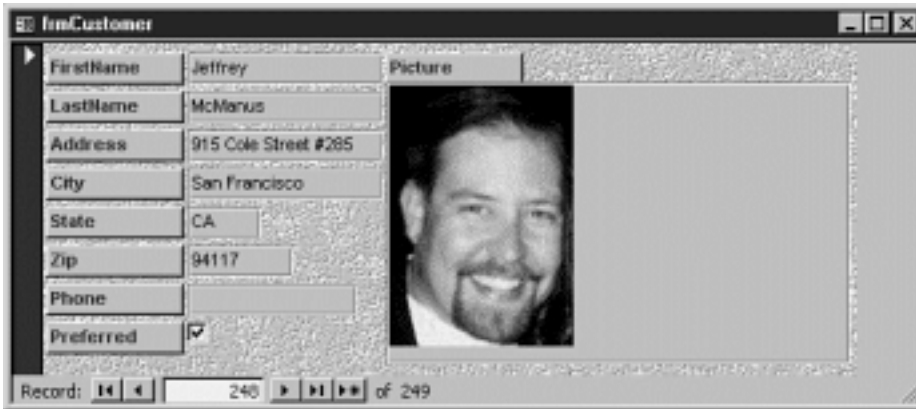 frmCustomer
FirstName Jeffrey Picture
LastName McManus
Address 915 Cole Street #285
City San Francisco
State CA
Zip 94117
Phone
Preferred
Record: 248 of 249